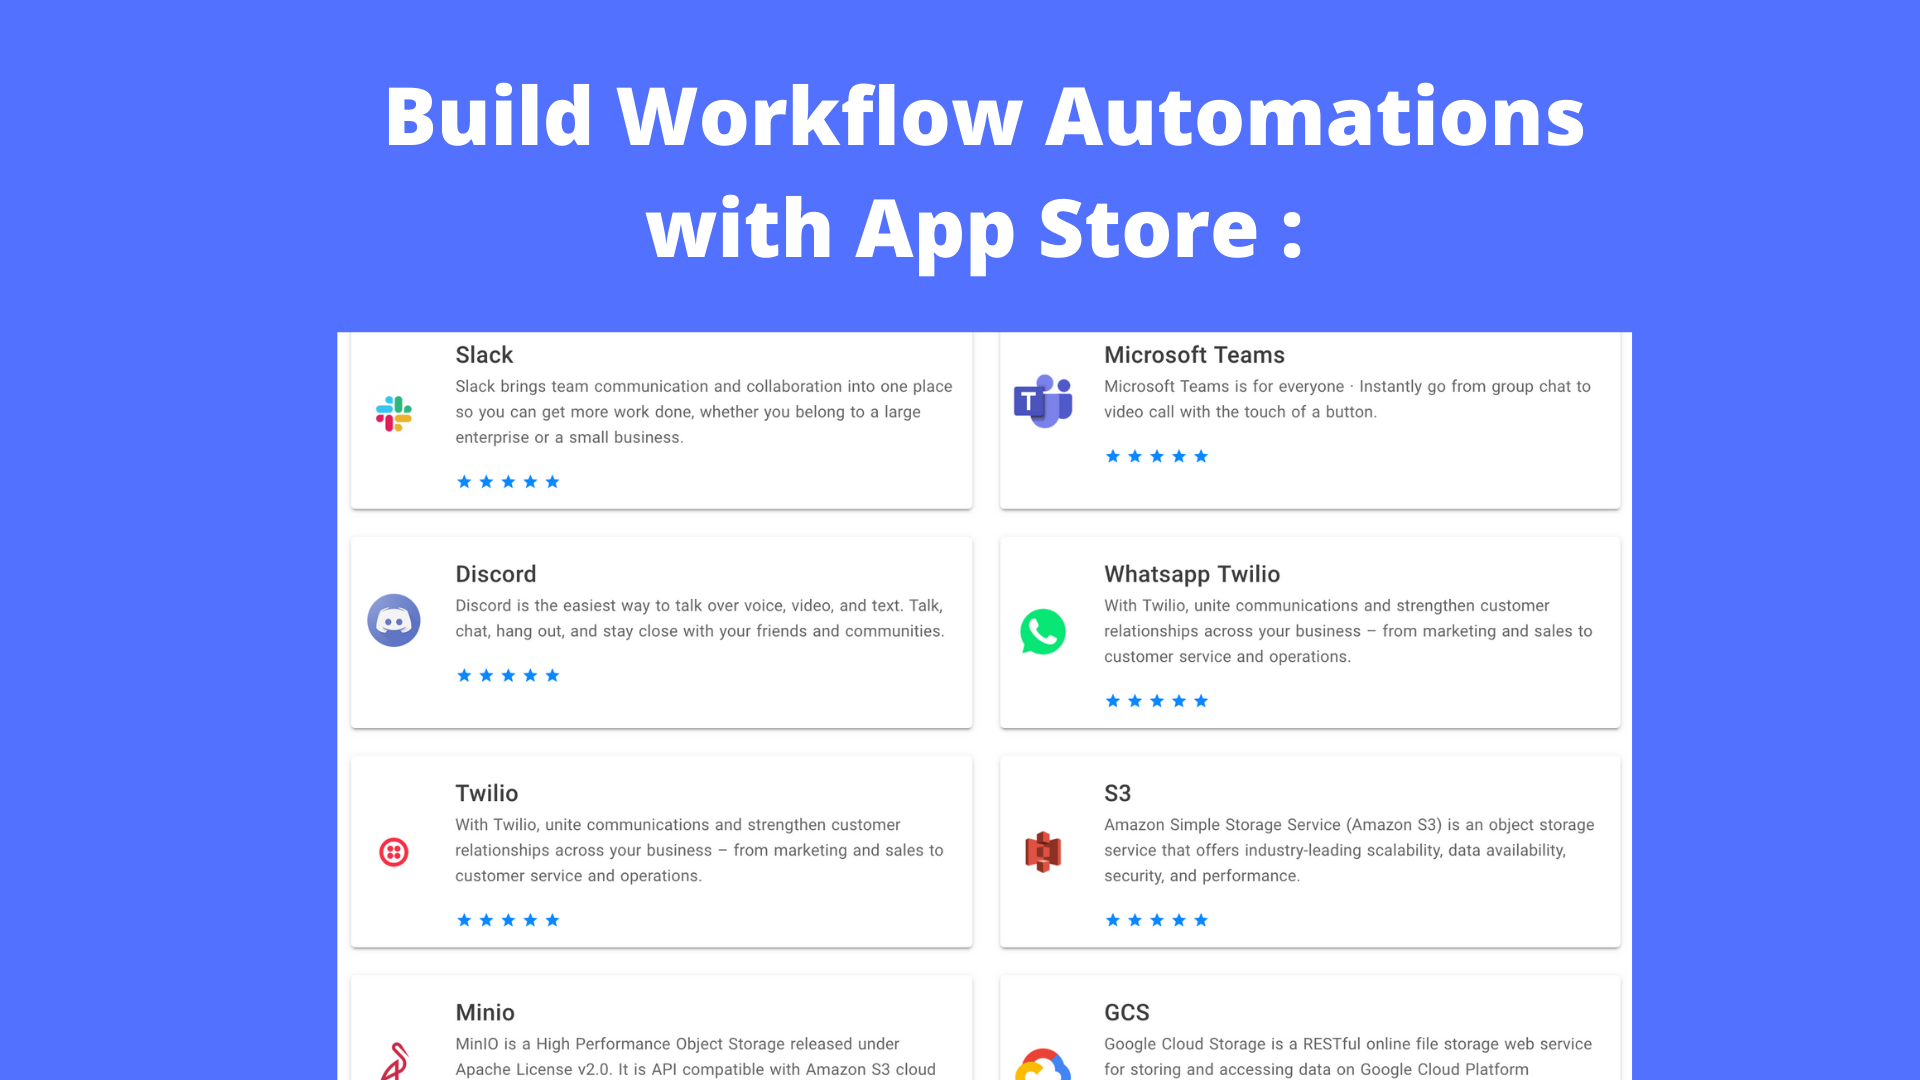 Build Workflow Automations
with App Store :
Slack
Slack brings team communication and collaboration into one place
so you can get more work done, whether you belong to a large
enterprise or a small business.
Microsoft Teams
Microsoft Teams is for everyone · Instantly go from group chat to
video call with the touch of a button.
T
Discord
Discord is the easiest way to talk over voice, video, and text. Talk,
chat, hang out, and stay close with your friends and communities.
Whatsapp Twilio
With Twilio, unite communications and strengthen customer
relationships across your business – from marketing and sales to
customer service and operations.
Twilio
With Twilio, unite communications and strengthen customer
relationships across your business – from marketing and sales to
customer service and operations.
S3
Amazon Simple Storage Service (Amazon S3) is an object storage
service that offers industry-leading scalability, data availability,
security, and performance.
Minio
MinIO is a High Performance Object Storage released under
Apache License v2.0. It is API compatible with Amazon S3 cloud
GCS
Google Cloud Storage is a RESTful online file storage web service
for storing and accessing data on Google Cloud Platform